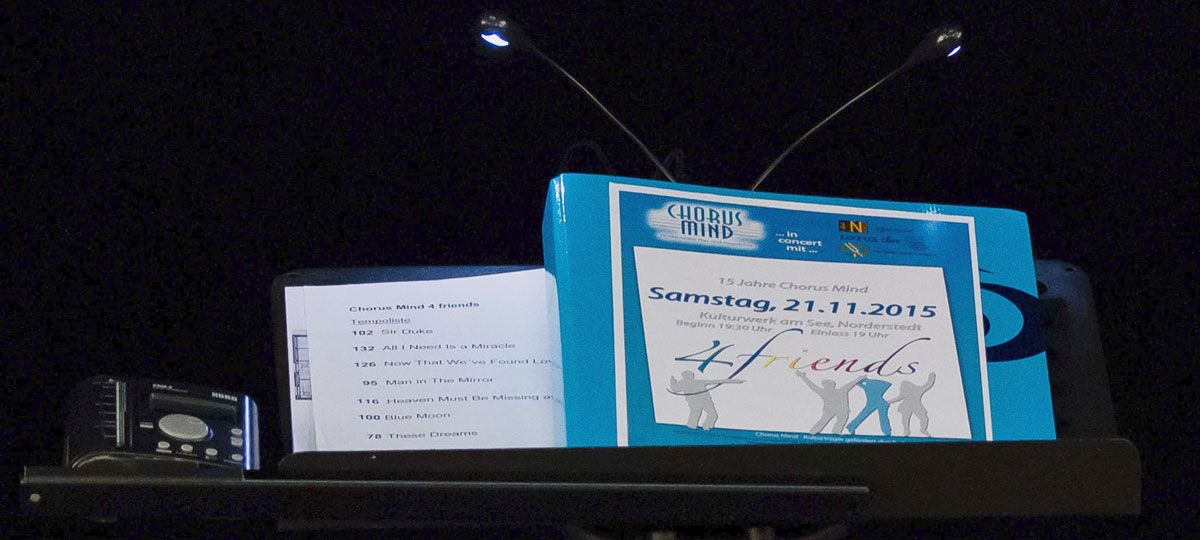 KORG
Chorus Mind 4 friends
Tempoliste
102 Sir Duke
132 All I Need Is a Miracle
126 Now That We've Found Lo
95 Man in The Mirror
116 Heaven Must Be Missing a
100 Blue Moon
78 These Dreams
CHORUS
MIND
... in
concert
mit ...
15 Jahre Chorus Mind
Samstag, 21.11.2015
Kulturwerk am See, Norderstedt
Beginn 19:30 Uhr Einlass 19 Uhr
4friends